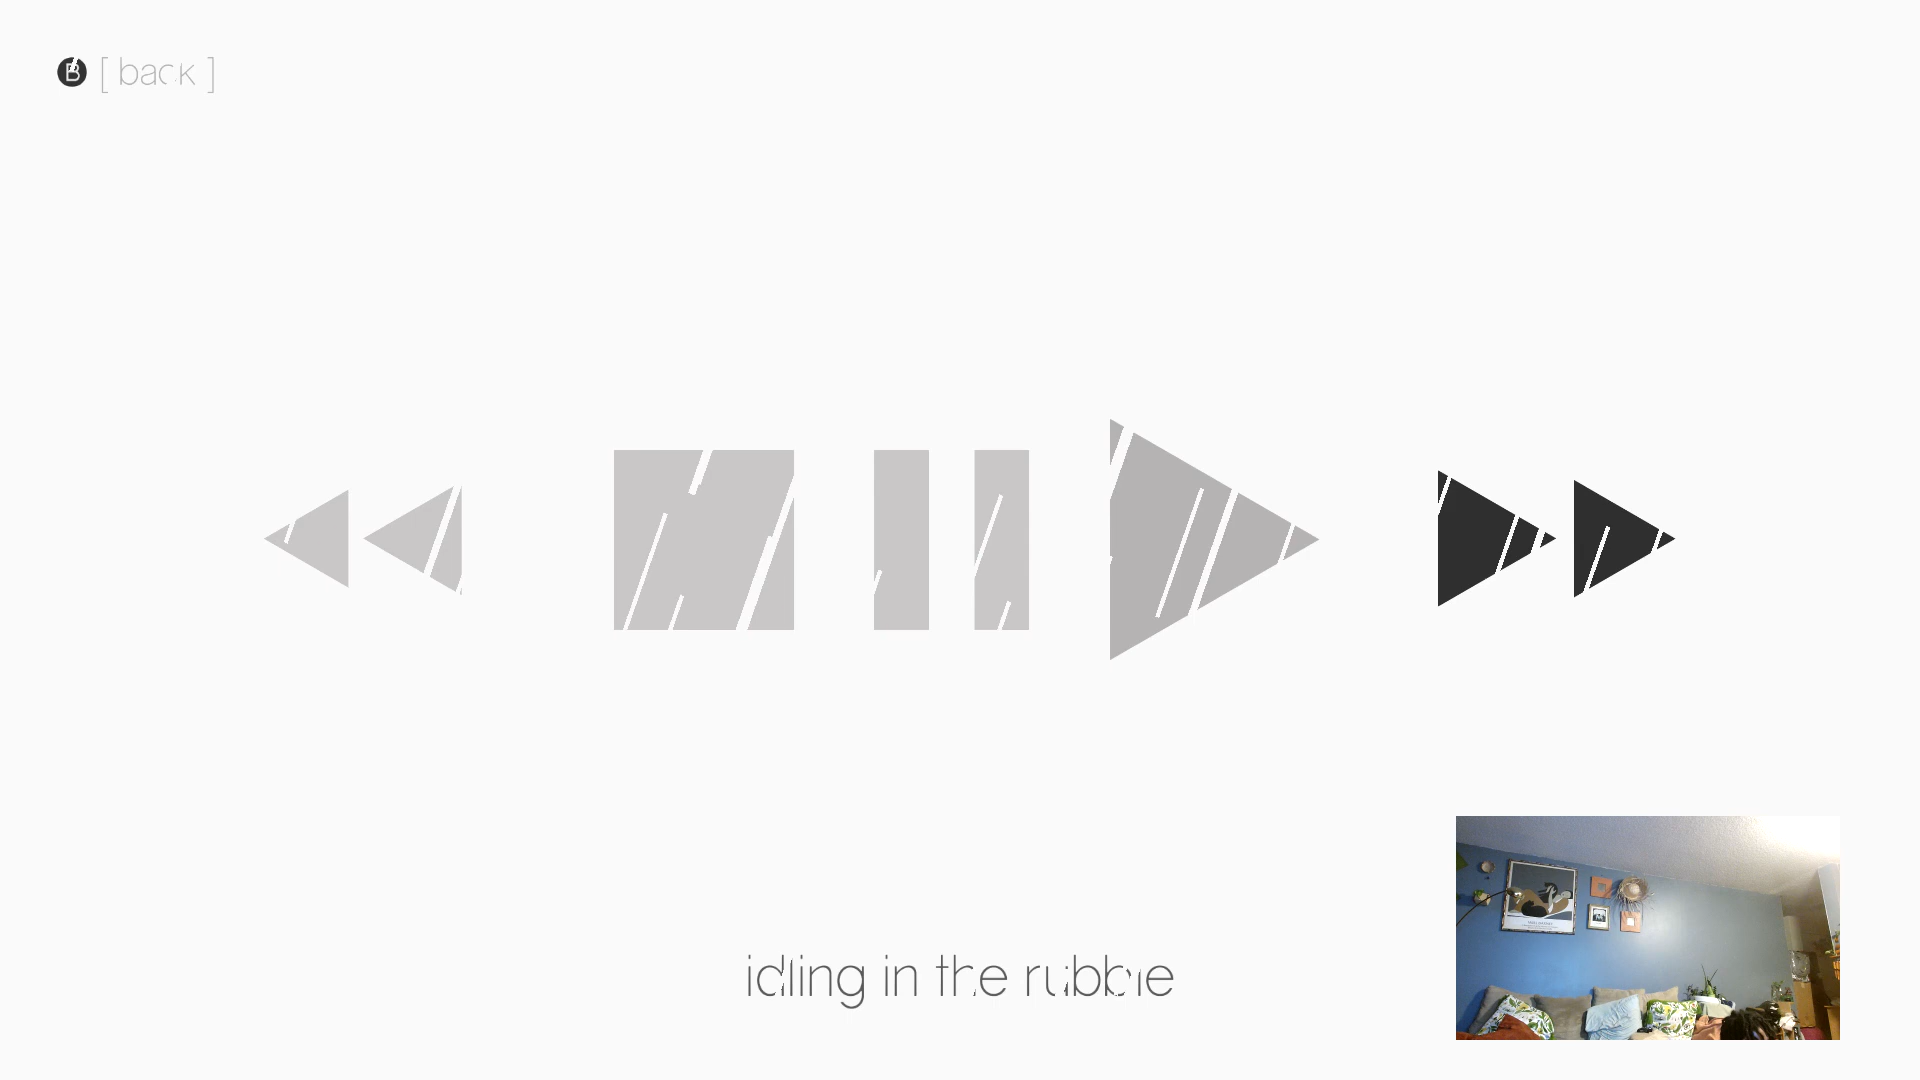 B [ back ]
idling in the rubble